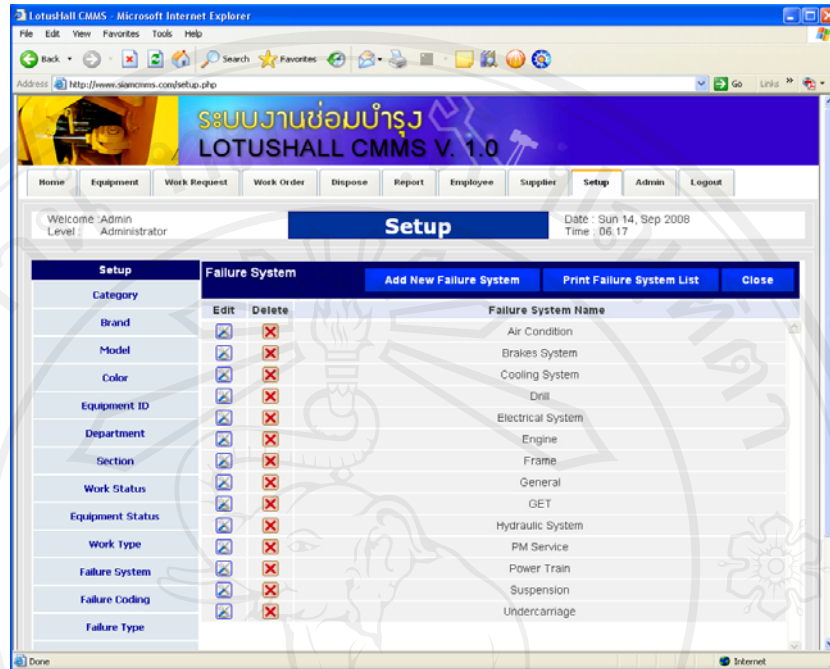 LotusHall CMMS - Microsoft Internet Explorer
File Edit View Favorites Tools Help
Back Search Favorites
Address http://www.siamcmms.com/setup.php Go Links
ระบบงานซ่อมบำรุง
LOTUSHALL CMMS V. 1.0
Home Equipment Work Request Work Order Dispose Report Employee Supplier Setup Admin Logout
Welcome :Admin
Level : Administrator
Setup
Date : Sun 14, Sep 2008
Time : 06:17
Setup
Category
Brand
Model
Color
Equipment ID
Department
Section
Work Status
Equipment Status
Work Type
Failure System
Failure Coding
Failure Type
Failure System Add New Failure System Print Failure System List Close
Edit Delete Failure System Name
Air Condition
Brakes System
Cooling System
Drill
Electrical System
Engine
Frame
General
GET
Hydraulic System
PM Service
Power Train
Suspension
Undercarriage
Done Internet